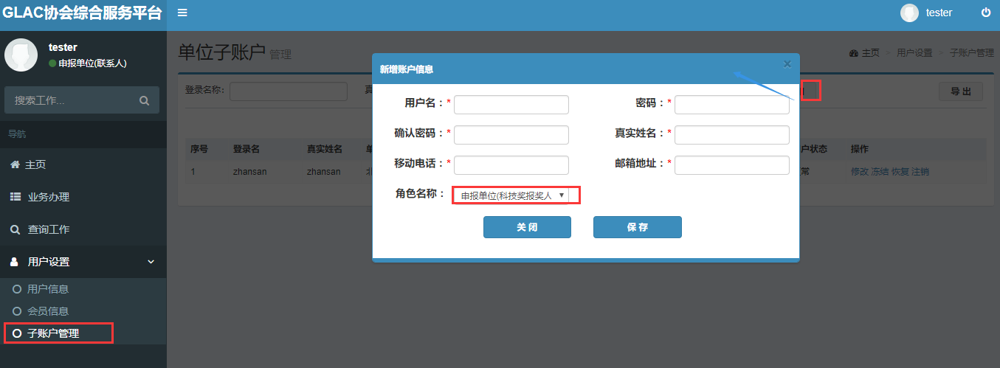 GLAC协会综合服务平台
tester
tester
申报单位(联系人)
搜索工作...
导航
主页
业务办理
查询工作
用户设置
用户信息
会员信息
子账户管理
单位子账户 管理
主页 > 用户设置 > 子账户管理
登录名称: 真
导 出
序号 登录名 真实姓名 单 户状态 操作
1 zhansan zhansan 北 常 修改 冻结 恢复 注销
新增账户信息 ×
用户名：* 密码：*
确认密码：* 真实姓名：*
移动电话：* 邮箱地址：*
角色名称： 申报单位(科技奖报奖人
关 闭 保 存